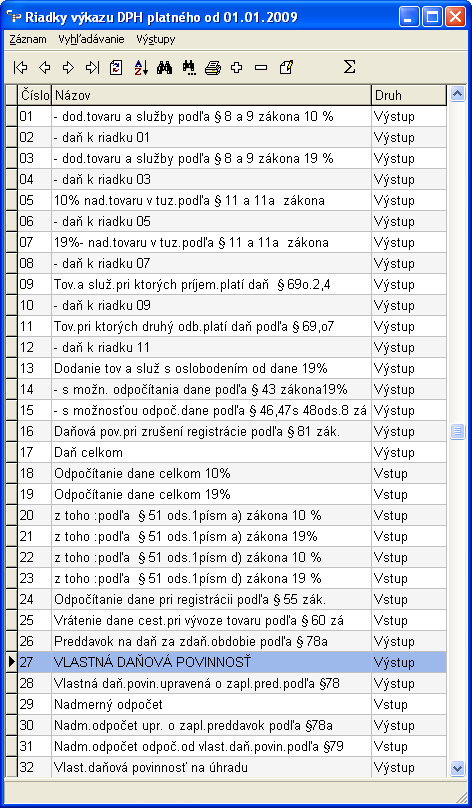 Riadky výkazu DPH platného od 01.01.2009
Záznam Vyhľadávanie Výstupy
Číslo Názov Druh
01 - dod.tovaru a služby podľa § 8 a 9 zákona 10 % Výstup
02 - daň k riadku 01 Výstup
03 - dod.tovaru a služby podľa § 8 a 9 zákona 19 % Výstup
04 - daň k riadku 03 Výstup
05 10% nad.tovaru v tuz.podľa § 11 a 11a zákona Výstup
06 - daň k riadku 05 Výstup
07 19%- nad.tovaru v tuz.podľa § 11 a 11a zákona Výstup
08 - daň k riadku 07 Výstup
09 Tov.a služ.pri ktorých príjem.platí daň § 69o.2,4 Výstup
10 - daň k riadku 09 Výstup
11 Tov.pri ktorých druhý odb.platí daň podľa § 69,o7 Výstup
12 - daň k riadku 11 Výstup
13 Dodanie tov a služ s oslobodením od dane 19% Výstup
14 - s možn. odpočítania dane podľa § 43 zákona19% Výstup
15 - s možnosťou odpoč.dane podľa § 46,47s 48ods.8 zá Výstup
16 Daňová pov.pri zrušení registrácie podľa § 81 zák. Výstup
17 Daň celkom Výstup
18 Odpočítanie dane celkom 10% Vstup
19 Odpočítanie dane celkom 19% Vstup
20 z toho :podľa § 51 ods.1písm a) zákona 10 % Vstup
21 z toho :podľa § 51 ods.1písm a) zákona 19% Vstup
22 z toho :podľa § 51 ods.1písm d) zákona 10 % Vstup
23 z toho :podľa § 51 ods.1písm d) zákona 19 % Vstup
24 Odpočítanie dane pri registrácii podľa § 55 zák. Vstup
25 Vrátenie dane cest.pri vývoze tovaru podľa § 60 zá Vstup
26 Preddavok na daň za zdaň.obdobie podľa § 78a Výstup
27 VLASTNÁ DAŇOVÁ POVINNOSŤ Výstup
28 Vlastná daň.povin.upravená o zapl.pred.podľa §78 Výstup
29 Nadmerný odpočet Vstup
30 Nadm.odpočet upr. o zapl.preddavok podľa §78a Výstup
31 Nadm.odpočet odpoč.od vlast.daň.povin.podľa §79 Vstup
32 Vlast.daňová povinnosť na úhradu Výstup